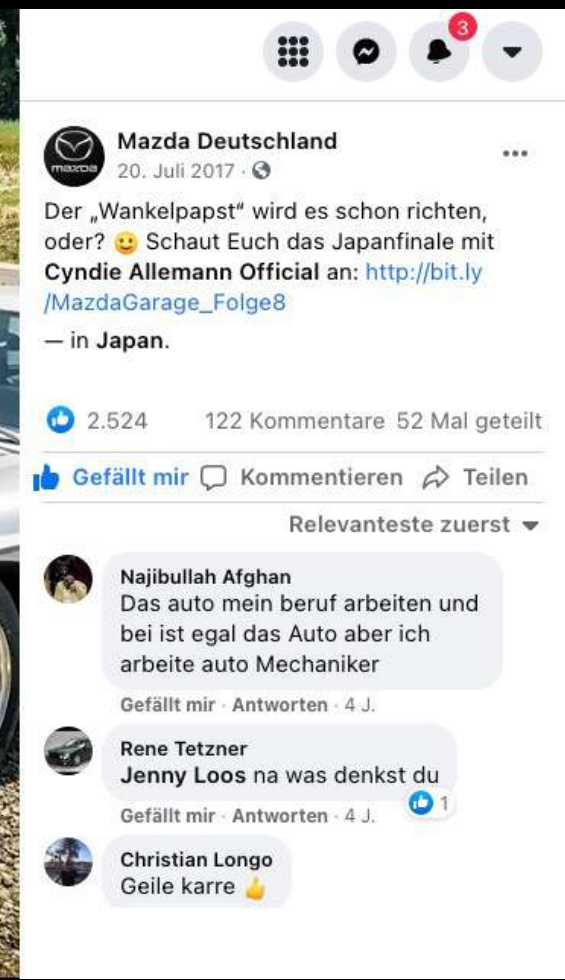 3
mazda
Mazda Deutschland
20. Juli 2017 ·
Der „Wankelpapst“ wird es schon richten,
oder? 😀 Schaut Euch das Japanfinale mit
Cyndie Allemann Official an: http://bit.ly
/MazdaGarage_Folge8
— in Japan.
2.524 122 Kommentare 52 Mal geteilt
Gefällt mir Kommentieren Teilen
Relevanteste zuerst
Najibullah Afghan
Das auto mein beruf arbeiten und
bei ist egal das Auto aber ich
arbeite auto Mechaniker
Gefällt mir · Antworten · 4 J.
Rene Tetzner
Jenny Loos na was denkst du
1
Gefällt mir · Antworten · 4 J.
Christian Longo
Geile karre 👍